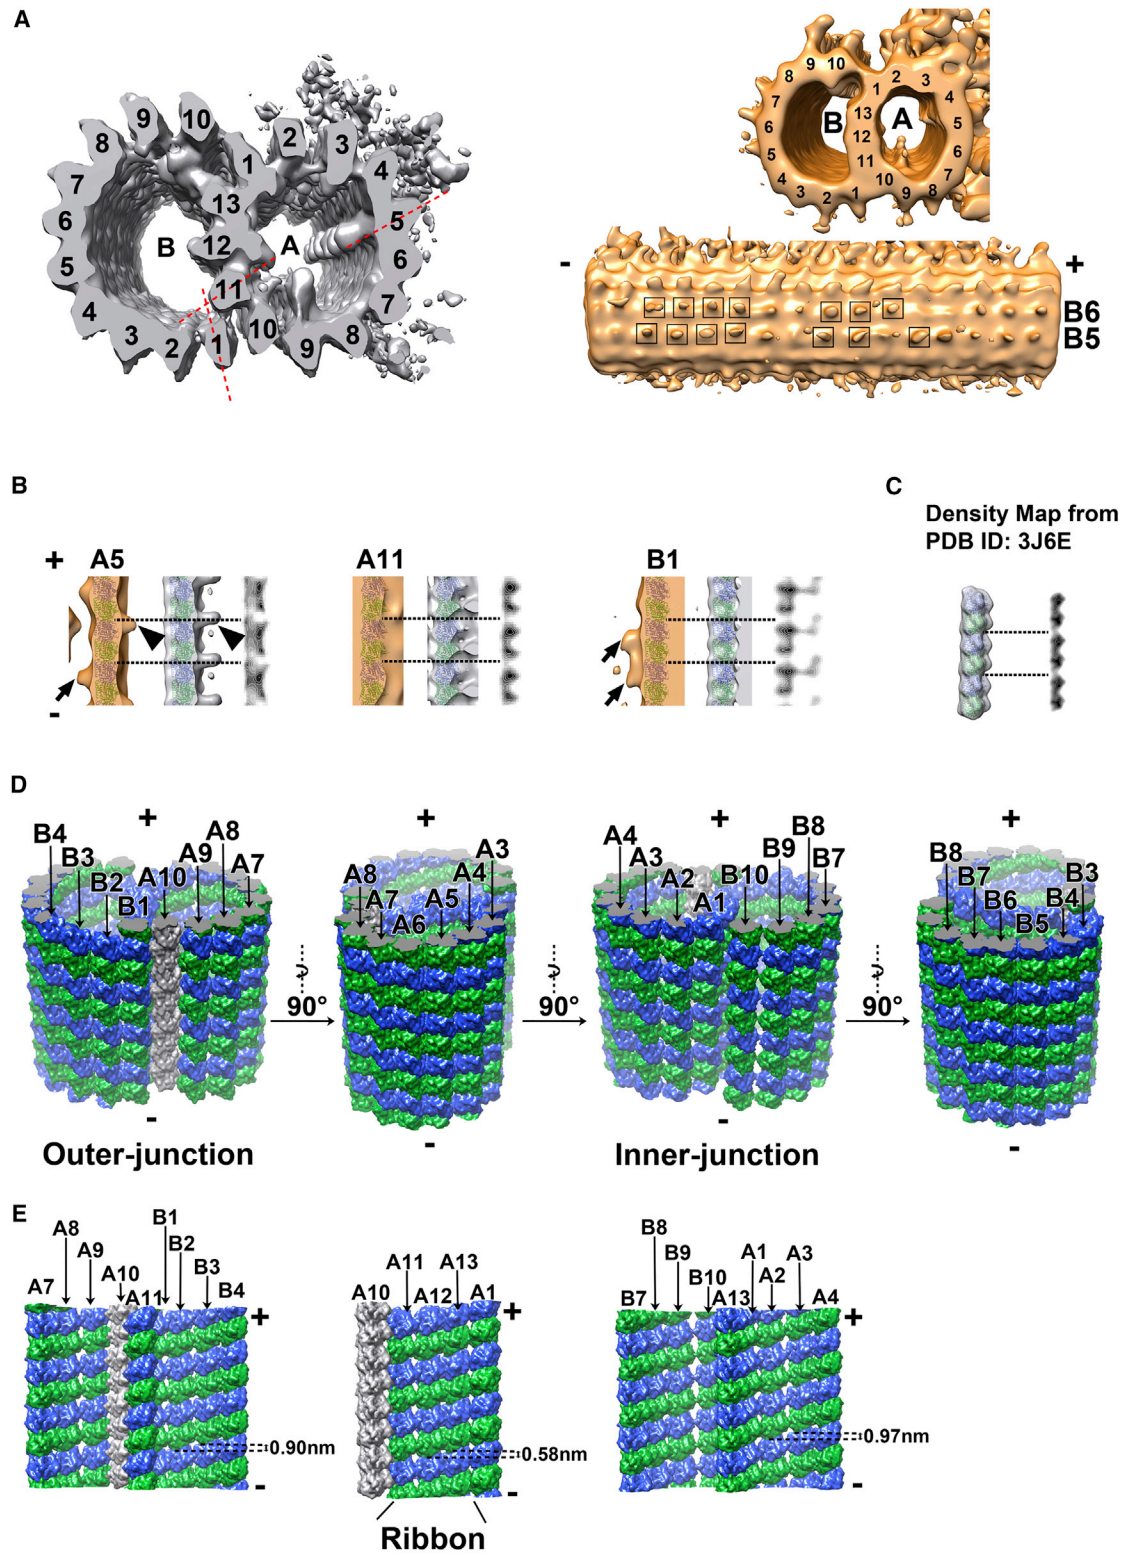 A
9 10
8
7
6
5
4
3
2
1
1
2
3
4
5
6
7
8
9
10
11
12
13
B
A
9 10
8
7
6
5
4
3
2
1
1
2
3
4
5
6
7
8
9
10
11
12
13
B
A
- +
B6
B5
B
C
Density Map from
PDB ID: 3J6E
+ A5 A11 B1
-
D
+ + + +
B4 B3 B2 B1 A10 A9 A8 A7
A8 A7 A6 A5 A4 A3
A4 A3 A2 A1 B10 B9 B8 B7
B8 B7 B6 B5 B4 B3
90° 90° 90°
- - - -
Outer-junction Inner-junction
E
A7 A8 A9 A10 A11 B1 B2 B3 B4
+
0.90nm
-
A10 A11 A12 A13 A1
+
0.58nm
-
Ribbon
B7 B8 B9 B10 A13 A1 A2 A3 A4
+
0.97nm
-